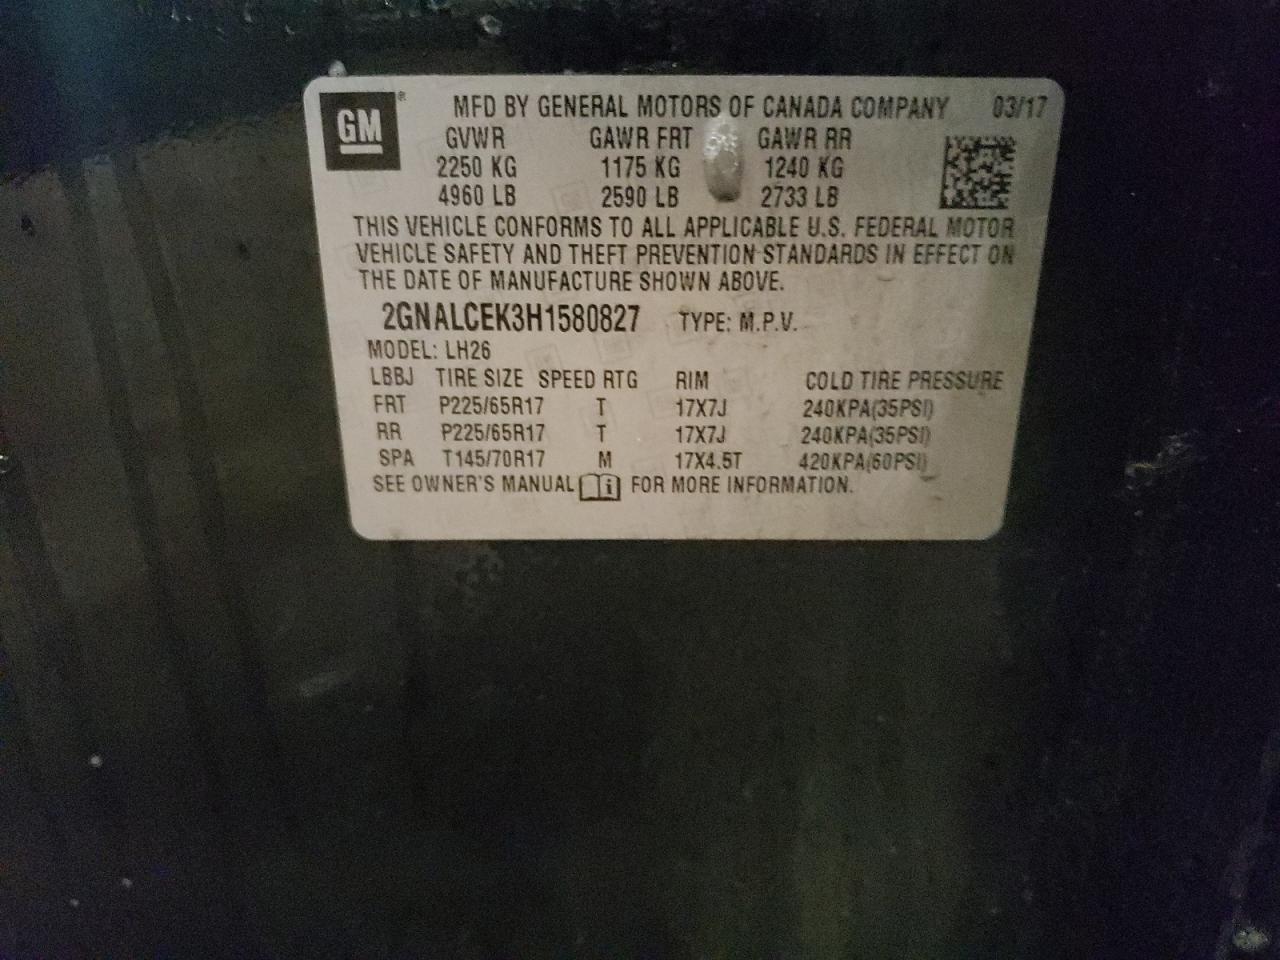 GM ®
MFD BY GENERAL MOTORS OF CANADA COMPANY 03/17
GVWR GAWR FRT GAWR RR
2250 KG 1175 KG 1240 KG
4960 LB 2590 LB 2733 LB
THIS VEHICLE CONFORMS TO ALL APPLICABLE U.S. FEDERAL MOTOR
VEHICLE SAFETY AND THEFT PREVENTION STANDARDS IN EFFECT ON
THE DATE OF MANUFACTURE SHOWN ABOVE.
2GNALCEK3H1580827 TYPE: M.P.V.
MODEL: LH26
LBBJ TIRE SIZE SPEED RTG RIM COLD TIRE PRESSURE
FRT P225/65R17 T 17X7J 240KPA(35PSI)
RR P225/65R17 T 17X7J 240KPA(35PSI)
SPA T145/70R17 M 17X4.5T 420KPA(60PSI)
SEE OWNER'S MANUAL i FOR MORE INFORMATION.